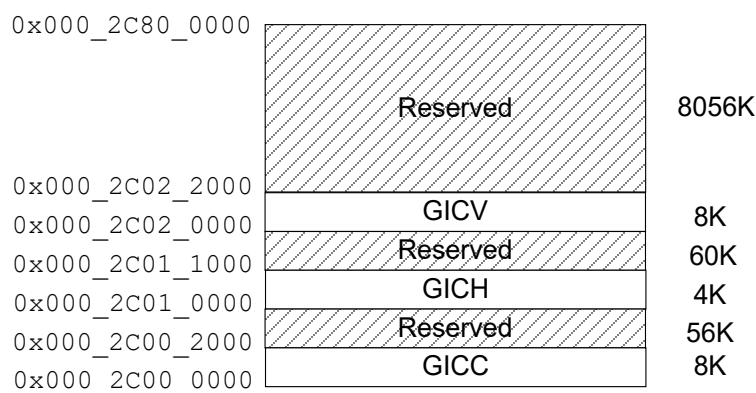 0x000_2C80_0000
Reserved 8056K
0x000_2C02_2000
GICV 8K
0x000_2C02_0000
Reserved 60K
0x000_2C01_1000
GICH 4K
0x000_2C01_0000
Reserved 56K
0x000_2C00_2000
GICC 8K
0x000_2C00_0000